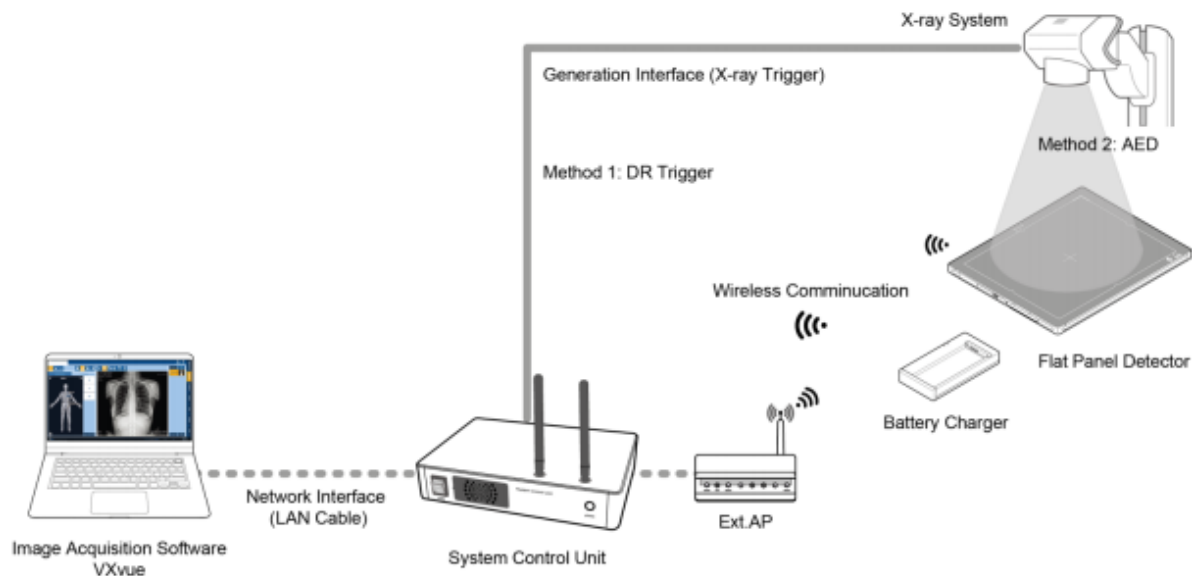 X-ray System
Generation Interface (X-ray Trigger)
Method 2: AED
Method 1: DR Trigger
Wireless Comminucation
Flat Panel Detector
Battery Charger
Network Interface
(LAN Cable)
Ext.AP
System Control Unit
Image Acquisition Software
VXvue